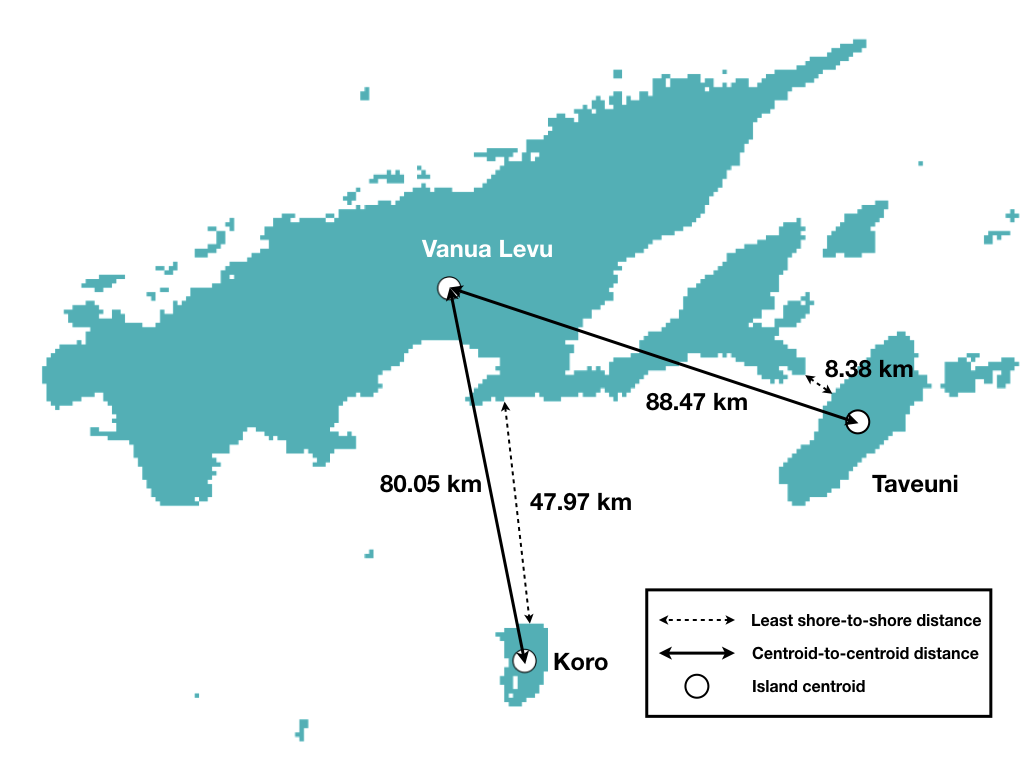 Vanua Levu
8.38 km
88.47 km
80.05 km
Taveuni
47.97 km
Least shore-to-shore distance
Centroid-to-centroid distance
Koro
Island centroid